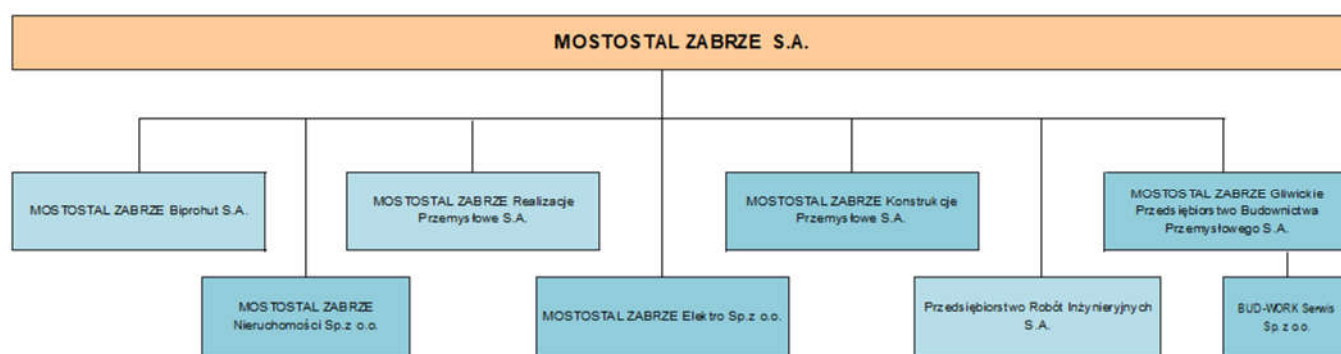 MOSTOSTAL ZABRZE S.A.
MOSTOSTAL ZABRZE Biprohut S.A.
MOSTOSTAL ZABRZE Realizacje
Przemysłowe S.A.
MOSTOSTAL ZABRZE Konstrukcje
Przemysłowe S.A.
MOSTOSTAL ZABRZE Gliwickie
Przedsiębiorstwo Budownictwa
Przemysłowego S.A.
MOSTOSTAL ZABRZE
Nieruchomości Sp.z o.o.
MOSTOSTAL ZABRZE Elektro Sp.z o.o.
Przedsiębiorstwo Robót Inżynieryjnych
S.A.
BUD-WORK Serwis
Sp. z o.o.